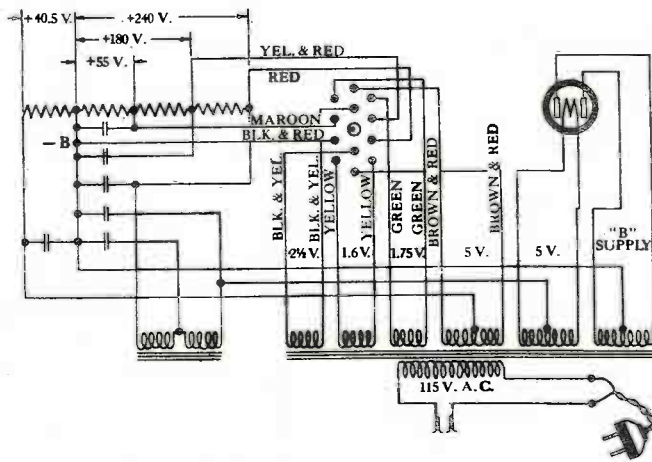 +40.5 V.
+240 V.
+180 V.
+55 V.
YEL. & RED
RED
MAROON
BLK. & RED
– B
BLK. & YEL.
BLK. & YEL.
YELLOW
YELLOW
GREEN
GREEN
BROWN & RED
BROWN & RED
"B"
SUPPLY
2½ V.
1.6 V.
1.75 V.
5 V.
5 V.
115 V. A.C.